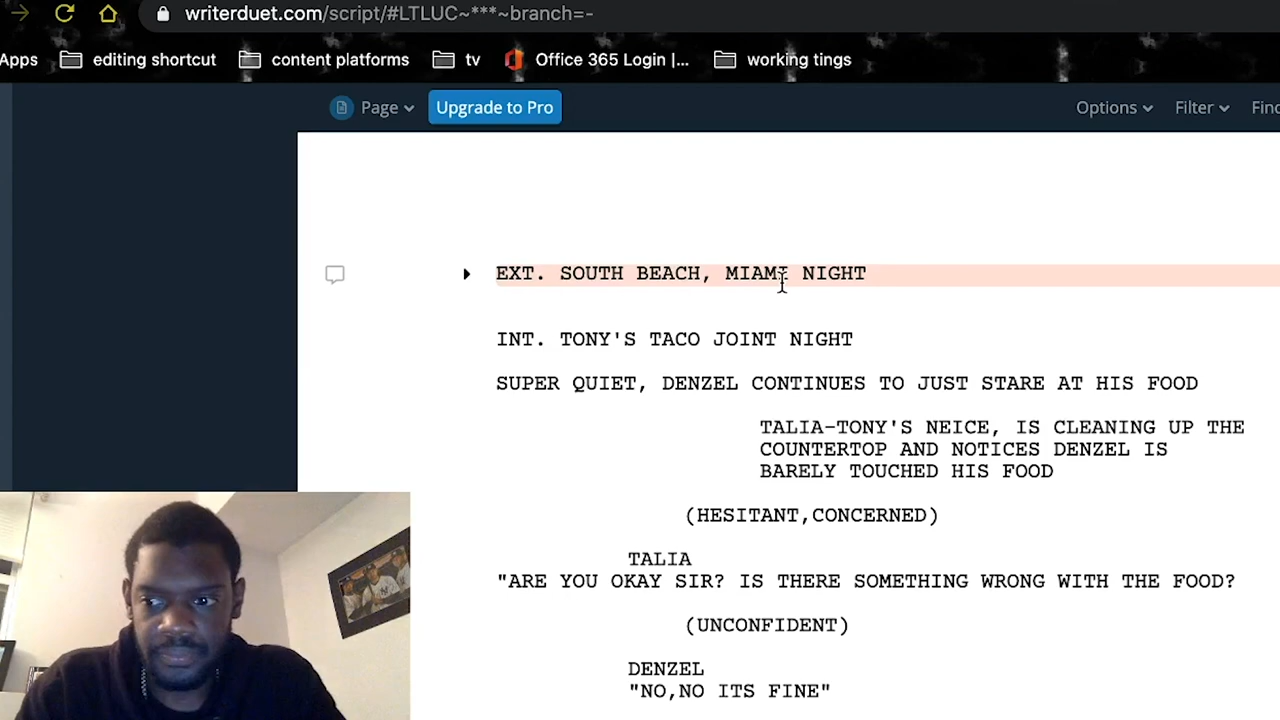 writerduet.com/script/#LTLUC~***~branch=-
Apps editing shortcut content platforms tv Office 365 Login |... working tings
Page Upgrade to Pro Options Filter
EXT. SOUTH BEACH, MIAMI NIGHT
INT. TONY'S TACO JOINT NIGHT
SUPER QUIET, DENZEL CONTINUES TO JUST STARE AT HIS FOOD
TALIA-TONY'S NEICE, IS CLEANING UP THE
COUNTERTOP AND NOTICES DENZEL IS
BARELY TOUCHED HIS FOOD
(HESITANT,CONCERNED)
TALIA
"ARE YOU OKAY SIR? IS THERE SOMETHING WRONG WITH THE FOOD?
(UNCONFIDENT)
DENZEL
"NO,NO ITS FINE"